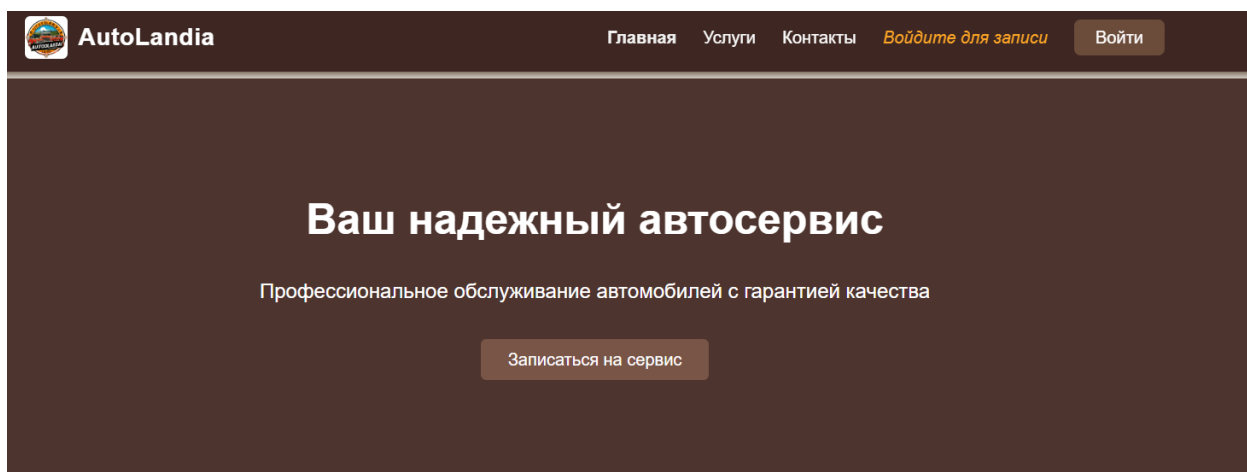 AutoLandia
Главная Услуги Контакты Войдите для записи Войти
Ваш надежный автосервис
Профессиональное обслуживание автомобилей с гарантией качества
Записаться на сервис